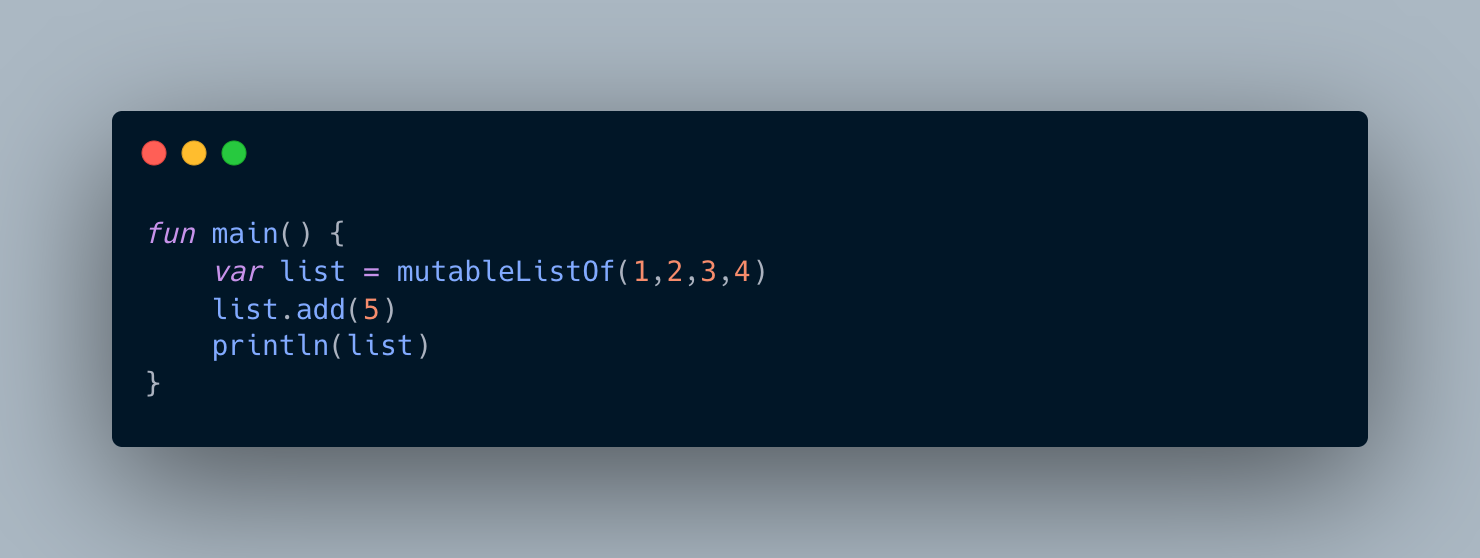 fun main() {
    var list = mutableListOf(1,2,3,4)
    list.add(5)
    println(list)
}